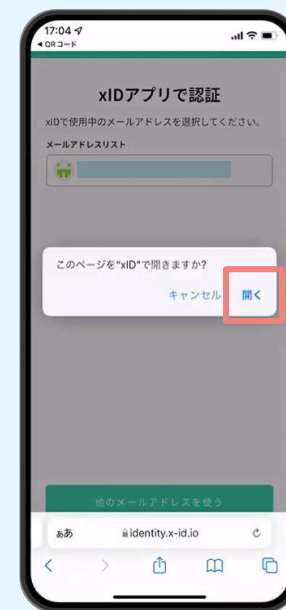 17:04
◀ QRコード
xIDアプリで認証
xIDで使用中のメールアドレスを選択してください。
メールアドレスリスト
このページを"xID"で開きますか?
キャンセル 開く
他のメールアドレスを使う
ぁあ identity.x-id.io